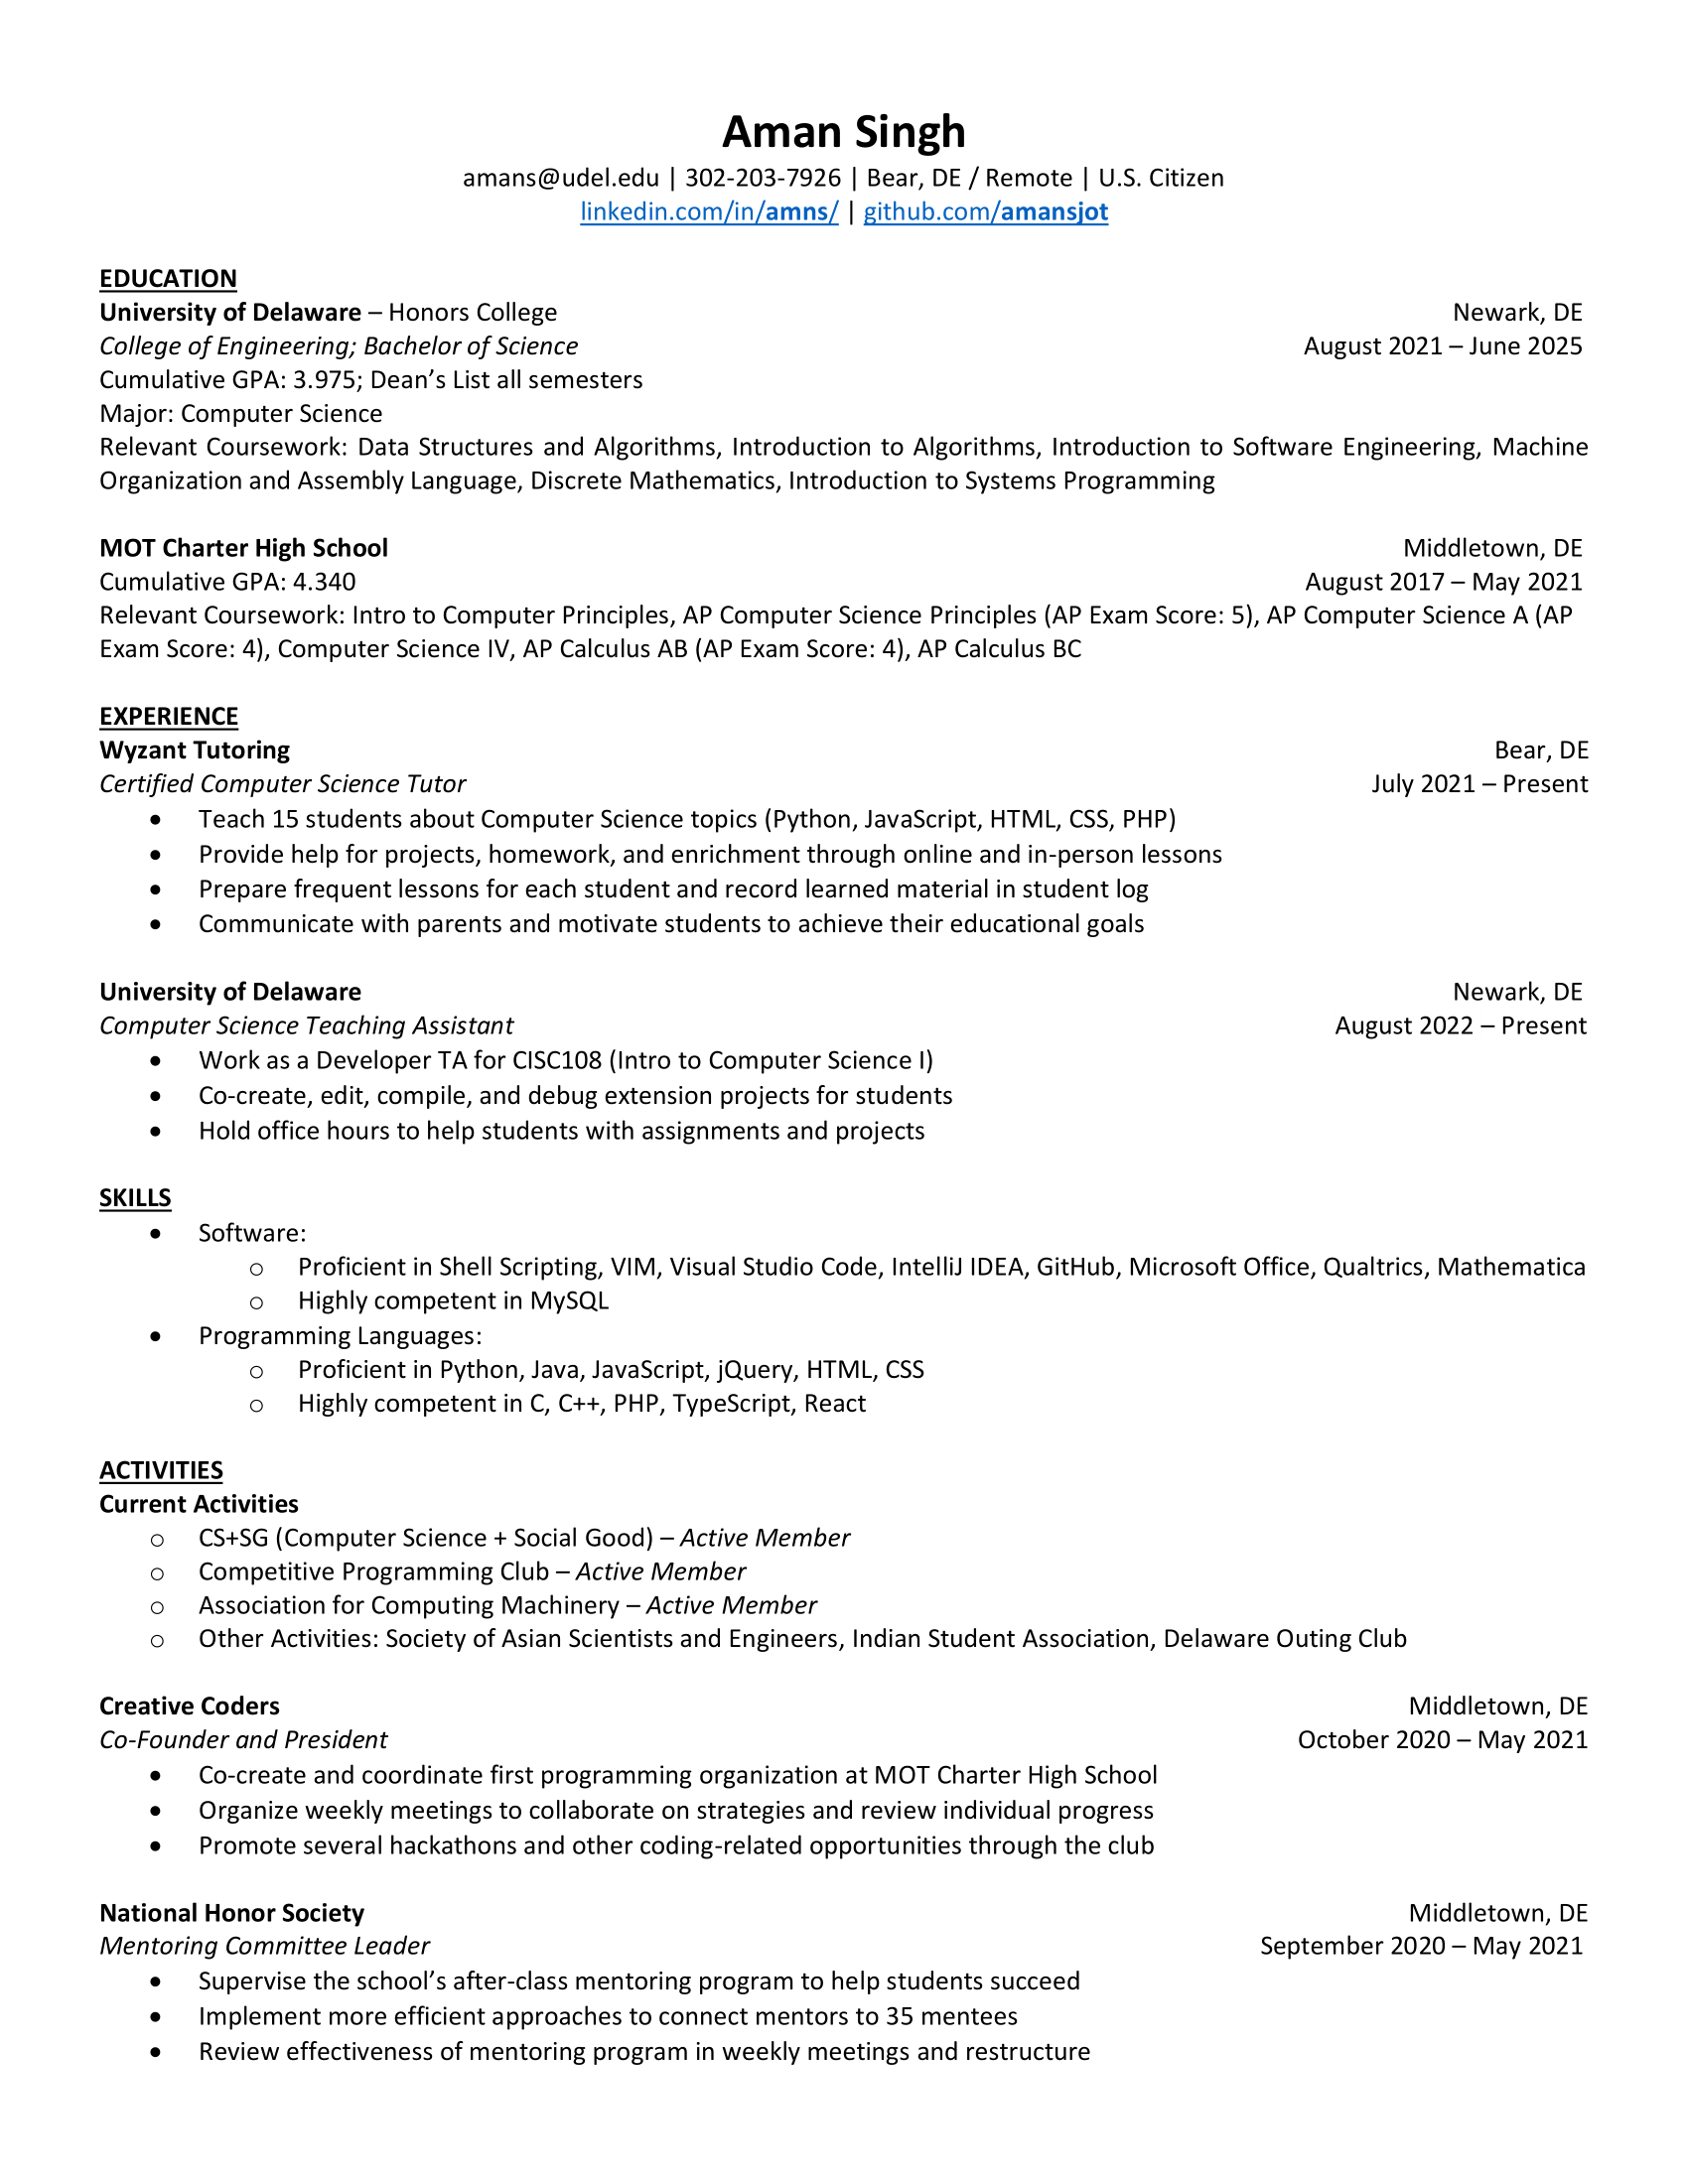 Aman Singh
amans@udel.edu | 302-203-7926 | Bear, DE / Remote | U.S. Citizen
linkedin.com/in/amns/ | github.com/amansjot
EDUCATION
University of Delaware – Honors College Newark, DE
College of Engineering; Bachelor of Science August 2021 – June 2025
Cumulative GPA: 3.975; Dean’s List all semesters
Major: Computer Science
Relevant Coursework: Data Structures and Algorithms, Introduction to Algorithms, Introduction to Software Engineering, Machine
Organization and Assembly Language, Discrete Mathematics, Introduction to Systems Programming
MOT Charter High School Middletown, DE
Cumulative GPA: 4.340 August 2017 – May 2021
Relevant Coursework: Intro to Computer Principles, AP Computer Science Principles (AP Exam Score: 5), AP Computer Science A (AP
Exam Score: 4), Computer Science IV, AP Calculus AB (AP Exam Score: 4), AP Calculus BC
EXPERIENCE
Wyzant Tutoring Bear, DE
Certified Computer Science Tutor July 2021 – Present
• Teach 15 students about Computer Science topics (Python, JavaScript, HTML, CSS, PHP)
• Provide help for projects, homework, and enrichment through online and in-person lessons
• Prepare frequent lessons for each student and record learned material in student log
• Communicate with parents and motivate students to achieve their educational goals
University of Delaware Newark, DE
Computer Science Teaching Assistant August 2022 – Present
• Work as a Developer TA for CISC108 (Intro to Computer Science I)
• Co-create, edit, compile, and debug extension projects for students
• Hold office hours to help students with assignments and projects
SKILLS
• Software:
o Proficient in Shell Scripting, VIM, Visual Studio Code, IntelliJ IDEA, GitHub, Microsoft Office, Qualtrics, Mathematica
o Highly competent in MySQL
• Programming Languages:
o Proficient in Python, Java, JavaScript, jQuery, HTML, CSS
o Highly competent in C, C++, PHP, TypeScript, React
ACTIVITIES
Current Activities
o CS+SG (Computer Science + Social Good) – Active Member
o Competitive Programming Club – Active Member
o Association for Computing Machinery – Active Member
o Other Activities: Society of Asian Scientists and Engineers, Indian Student Association, Delaware Outing Club
Creative Coders Middletown, DE
Co-Founder and President October 2020 – May 2021
• Co-create and coordinate first programming organization at MOT Charter High School
• Organize weekly meetings to collaborate on strategies and review individual progress
• Promote several hackathons and other coding-related opportunities through the club
National Honor Society Middletown, DE
Mentoring Committee Leader September 2020 – May 2021
• Supervise the school’s after-class mentoring program to help students succeed
• Implement more efficient approaches to connect mentors to 35 mentees
• Review effectiveness of mentoring program in weekly meetings and restructure